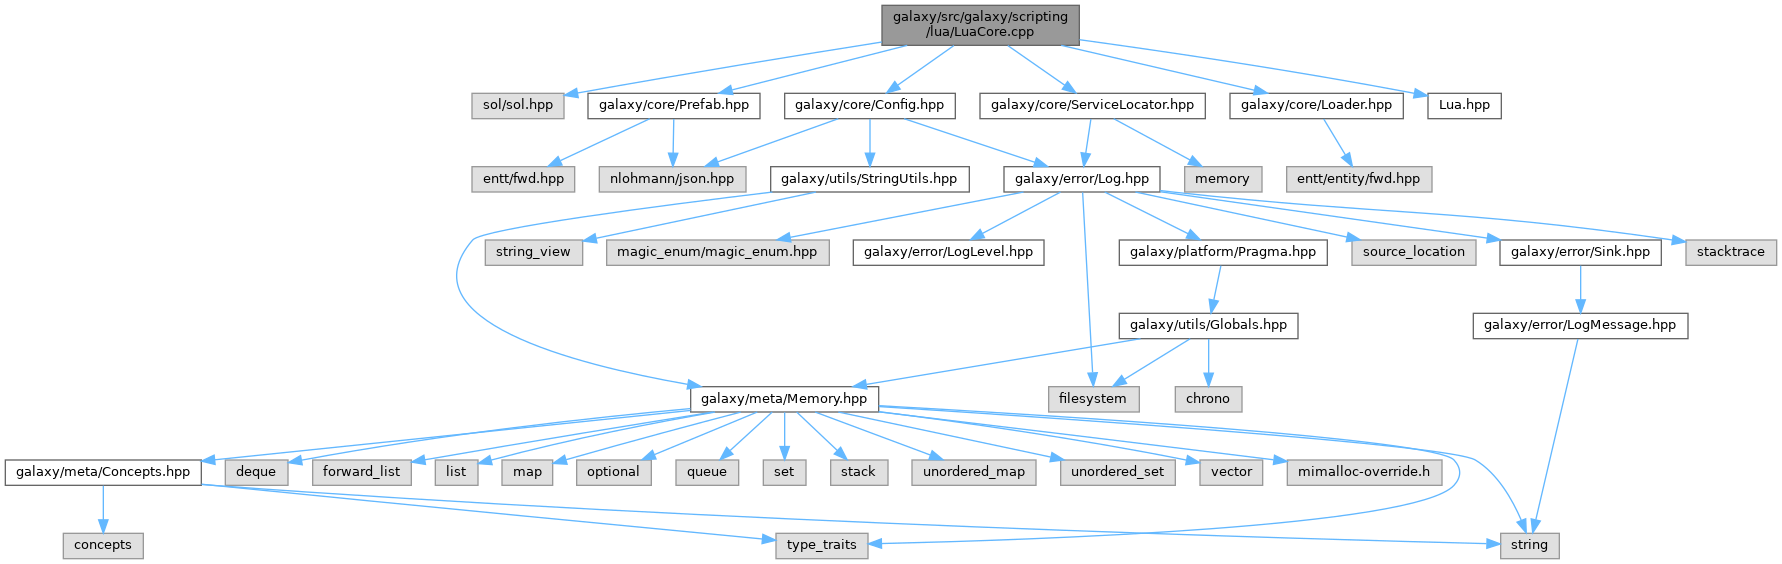 galaxy/src/galaxy/scripting
/lua/LuaCore.cpp
sol/sol.hpp
galaxy/core/Prefab.hpp
galaxy/core/Config.hpp
galaxy/core/ServiceLocator.hpp
galaxy/core/Loader.hpp
Lua.hpp
entt/fwd.hpp
nlohmann/json.hpp
galaxy/utils/StringUtils.hpp
galaxy/error/Log.hpp
memory
entt/entity/fwd.hpp
string_view
magic_enum/magic_enum.hpp
galaxy/error/LogLevel.hpp
galaxy/platform/Pragma.hpp
source_location
galaxy/error/Sink.hpp
stacktrace
galaxy/utils/Globals.hpp
galaxy/error/LogMessage.hpp
galaxy/meta/Memory.hpp
filesystem
chrono
galaxy/meta/Concepts.hpp
deque
forward_list
list
map
optional
queue
set
stack
unordered_map
unordered_set
vector
mimalloc-override.h
concepts
type_traits
string